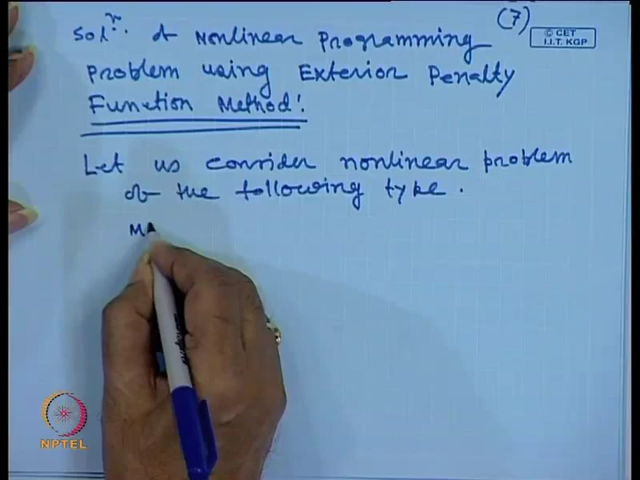 Solⁿ. of Nonlinear Programming (7)
© CET
I.I.T. KGP
Problem using Exterior Penalty
Function Method:
Let us consider nonlinear problem
of the following type.
M
NPTEL